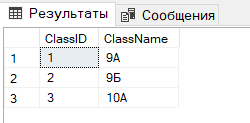 Результаты Сообщения
ClassID ClassName
1 1 9А
2 2 9Б
3 3 10А